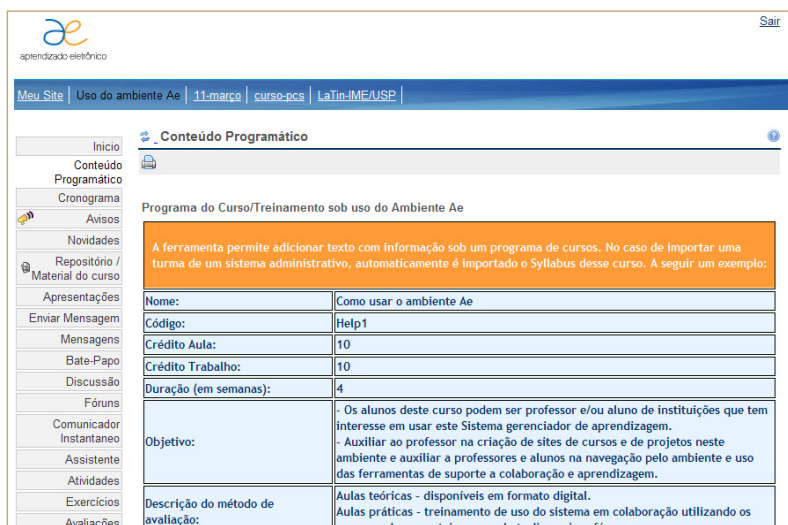 Sair
aprendizado eletrônico
Meu Site | Uso do ambiente Ae | 11-março | curso-pcs | LaTin-IME/USP |
Inicio
Conteúdo
Programático
Cronograma
Avisos
Novidades
Repositório /
Material do curso
Apresentações
Enviar Mensagem
Mensagens
Bate-Papo
Discussão
Fóruns
Comunicador
Instantaneo
Assistente
Atividades
Exercícios
Avaliações
Conteúdo Programático
Programa do Curso/Treinamento sob uso do Ambiente Ae
A ferramenta permite adicionar texto com informação sob um programa de cursos. No caso de importar uma
turma de um sistema administrativo, automaticamente é importado o Syllabus desse curso. A seguir um exemplo:
Nome: Como usar o ambiente Ae
Código: Help1
Crédito Aula: 10
Crédito Trabalho: 10
Duração (em semanas): 4
Objetivo:
- Os alunos deste curso podem ser professor e/ou aluno de instituições que tem
interesse em usar este Sistema gerenciador de aprendizagem.
- Auxiliar ao professor na criação de sites de cursos e de projetos neste
ambiente e auxiliar a professores e alunos na navegação pelo ambiente e uso
das ferramentas de suporte a colaboração e aprendizagem.
Descrição do método de
avaliação:
Aulas teóricas - disponíveis em formato digital.
Aulas práticas - treinamento de uso do sistema em colaboração utilizando os